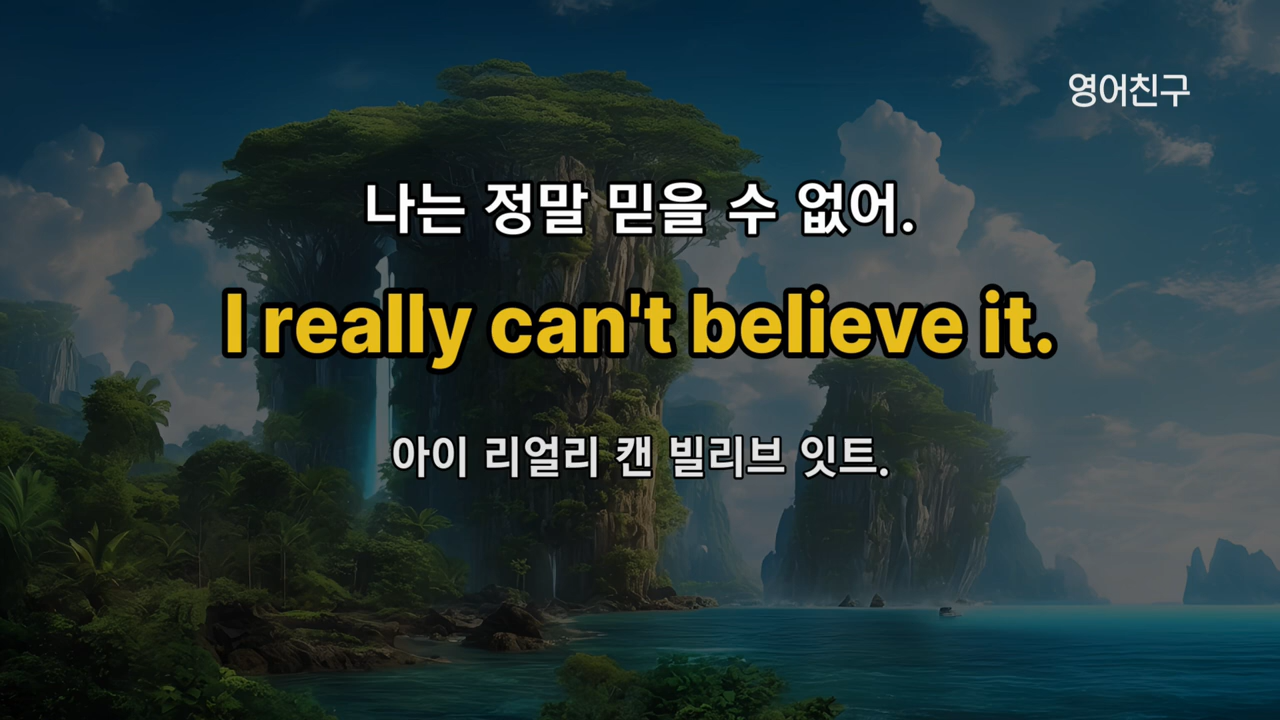 영어친구
나는 정말 믿을 수 없어.
I really can't believe it.
아이 리얼리 캔 빌리브 잇트.